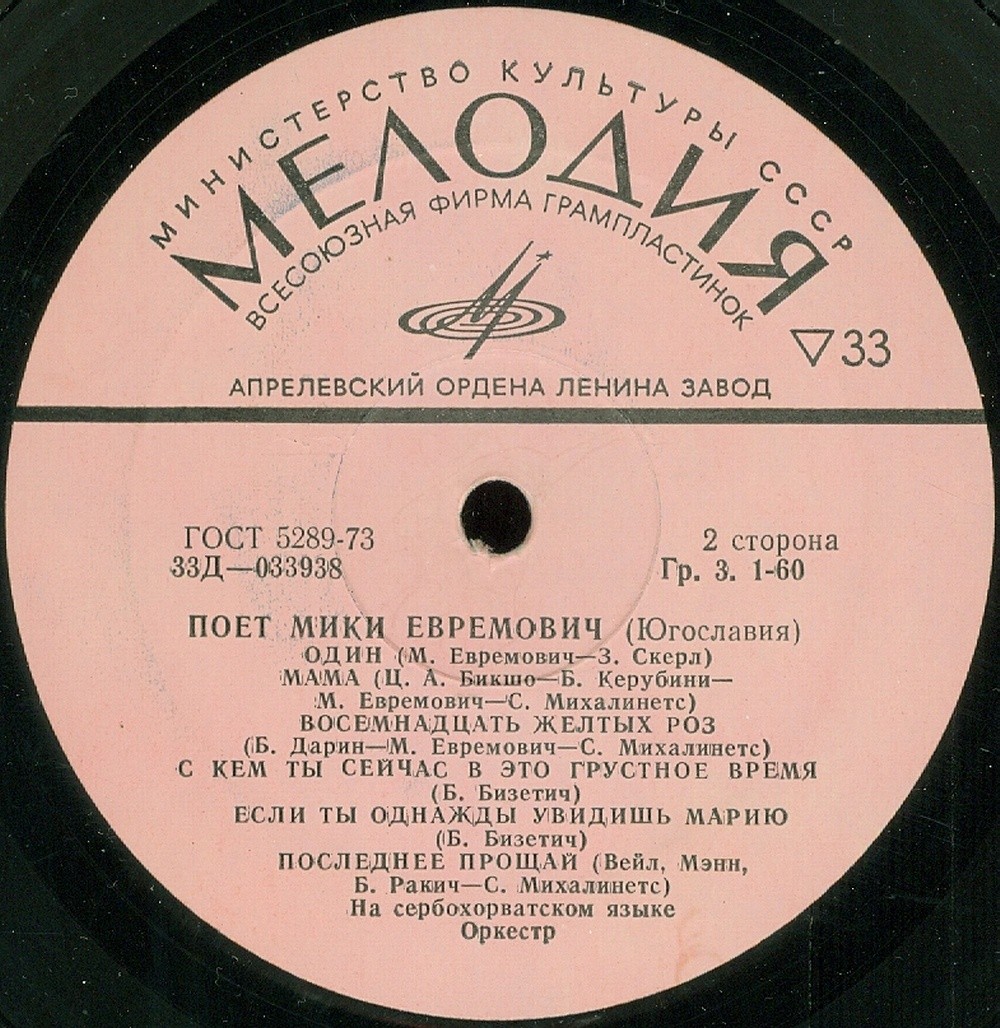 МИНИСТЕРСТВО КУЛЬТУРЫ СССР
МЕЛОДИЯ
ВСЕСОЮЗНАЯ ФИРМА ГРАМПЛАСТИНОК
33
АПРЕЛЕВСКИЙ ОРДЕНА ЛЕНИНА ЗАВОД
ГОСТ 5289-73
33Д—033938
2 сторона
Гр. 3. 1-60
ПОЕТ МИКИ ЕВРЕМОВИЧ (Югославия)
ОДИН (М. Евремович—З. Скерл)
МАМА (Ц. А. Бикшо—Б. Керубини—
М. Евремович—С. Михалинетс)
ВОСЕМНАДЦАТЬ ЖЕЛТЫХ РОЗ
(Б. Дарин—М. Евремович—С. Михалинетс)
С КЕМ ТЫ СЕЙЧАС В ЭТО ГРУСТНОЕ ВРЕМЯ
(Б. Бизетич)
ЕСЛИ ТЫ ОДНАЖДЫ УВИДИШЬ МАРИЮ
(Б. Бизетич)
ПОСЛЕДНЕЕ ПРОЩАЙ (Вейл, Мэнн,
Б. Ракич—С. Михалинетс)
На сербохорватском языке
Оркестр